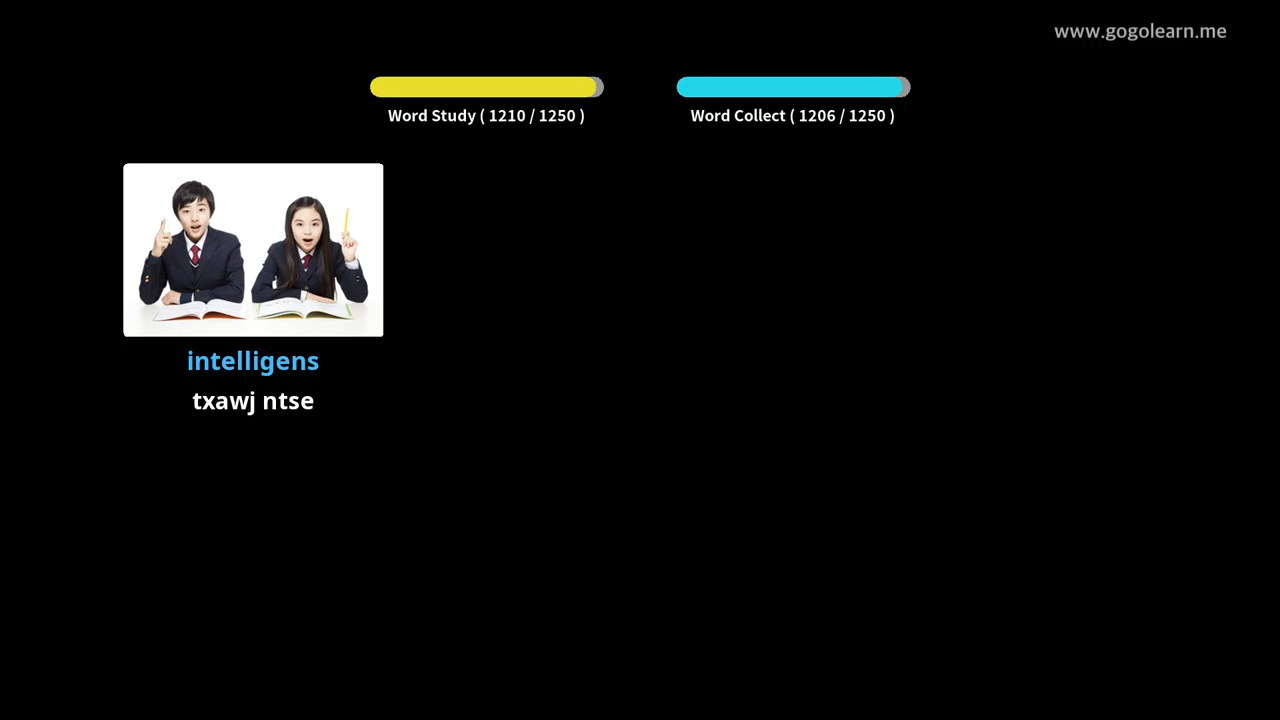 www.gogolearn.me
Word Study ( 1210 / 1250 )
Word Collect ( 1206 / 1250 )
intelligens
txawj ntse